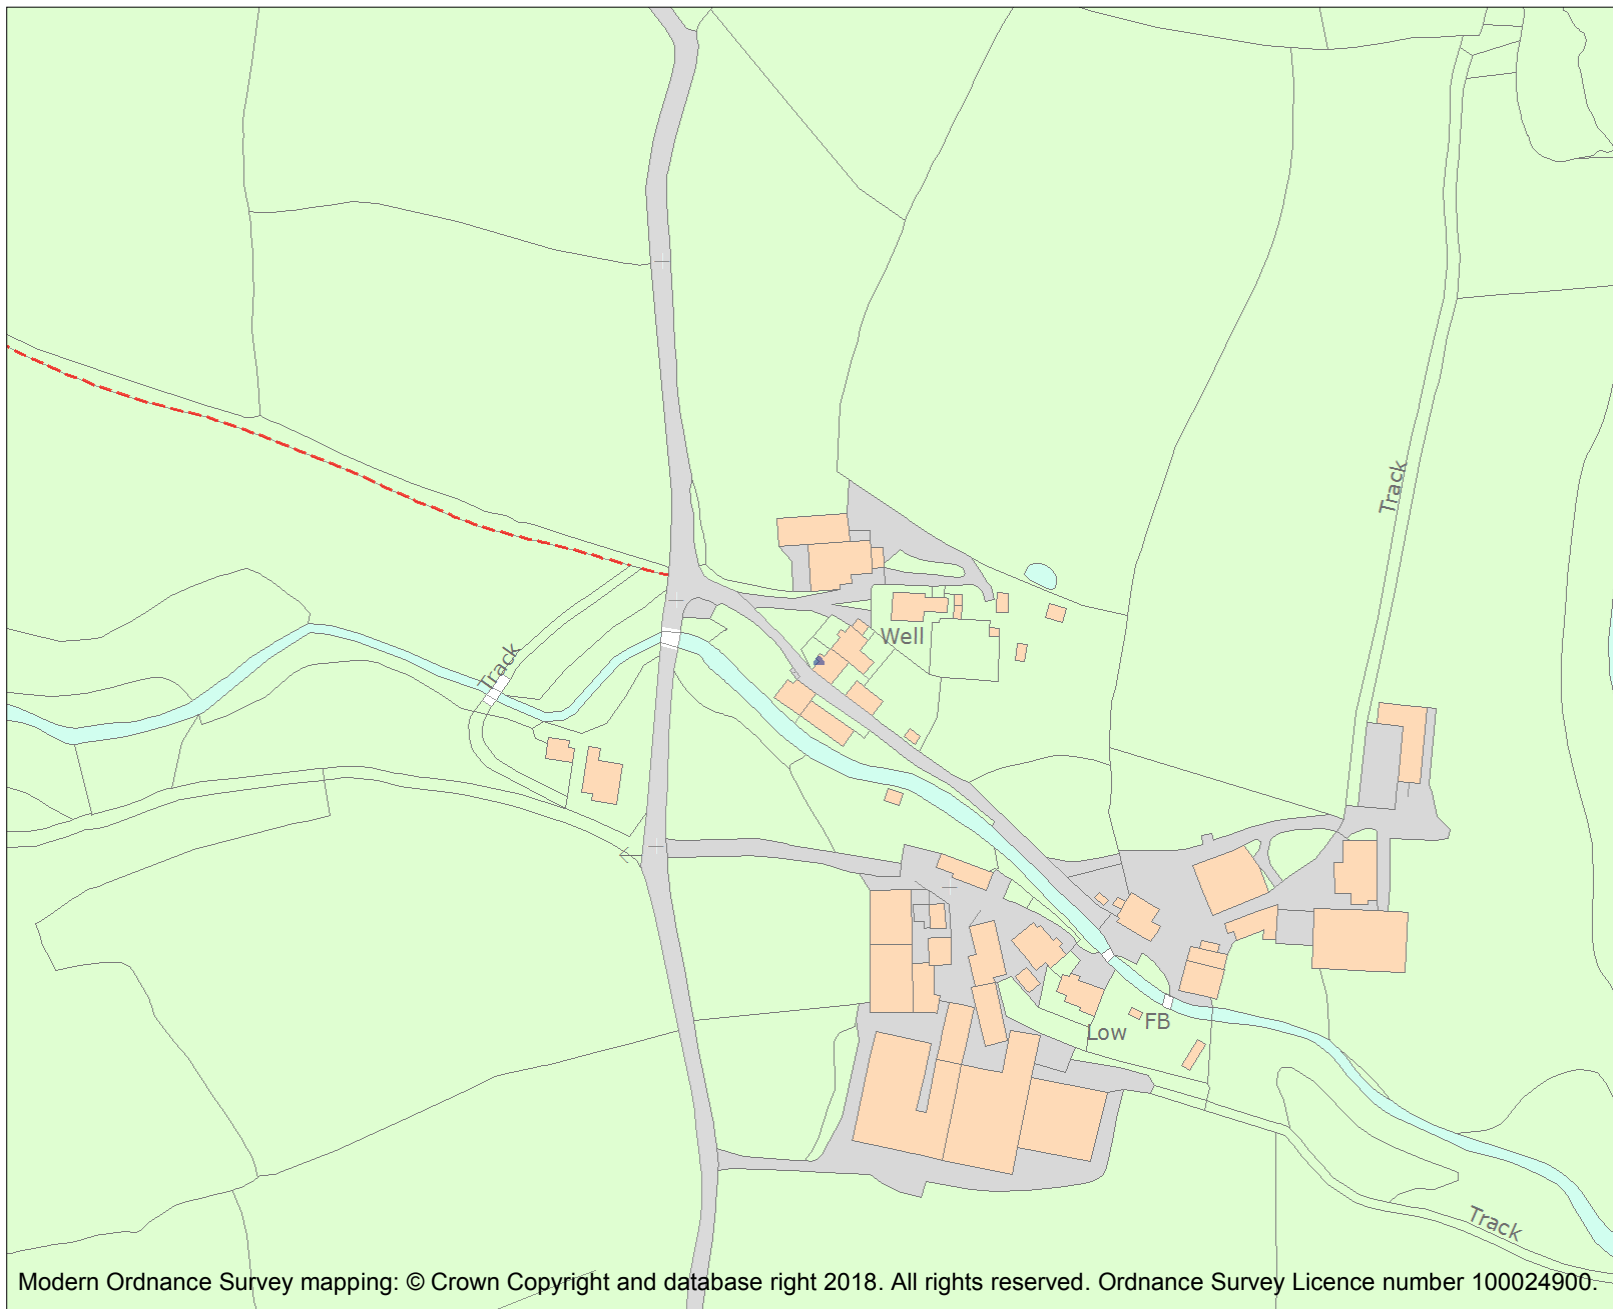 Track
Well
Track
Low
FB
Track
Modern Ordnance Survey mapping: © Crown Copyright and database right 2018. All rights reserved. Ordnance Survey Licence number 100024900.